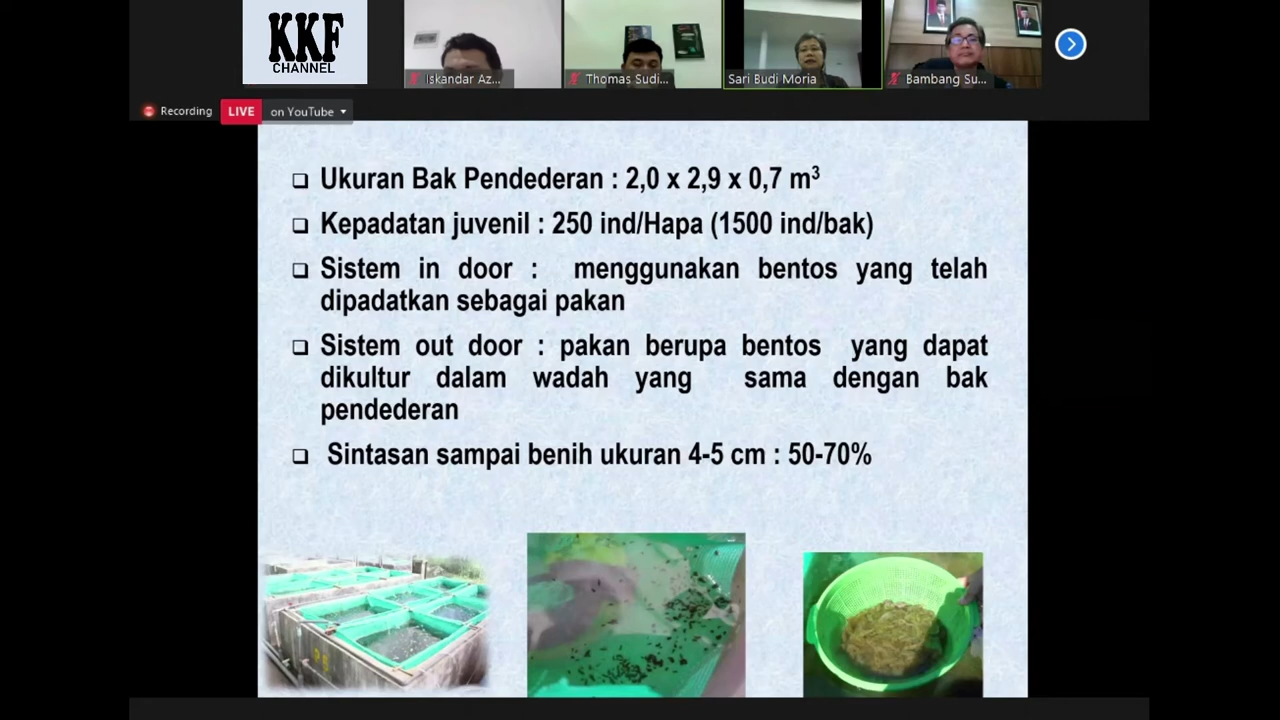 KKF
CHANNEL
Iskandar Az...
Thomas Sudi...
Sari Budi Moria
Bambang Su...
Recording
LIVE
on YouTube
Ukuran Bak Pendederan : 2,0 x 2,9 x 0,7 m³
Kepadatan juvenil : 250 ind/Hapa (1500 ind/bak)
Sistem in door : menggunakan bentos yang telah
dipadatkan sebagai pakan
Sistem out door : pakan berupa bentos yang dapat
dikultur dalam wadah yang sama dengan bak
pendederan
Sintasan sampai benih ukuran 4-5 cm : 50-70%